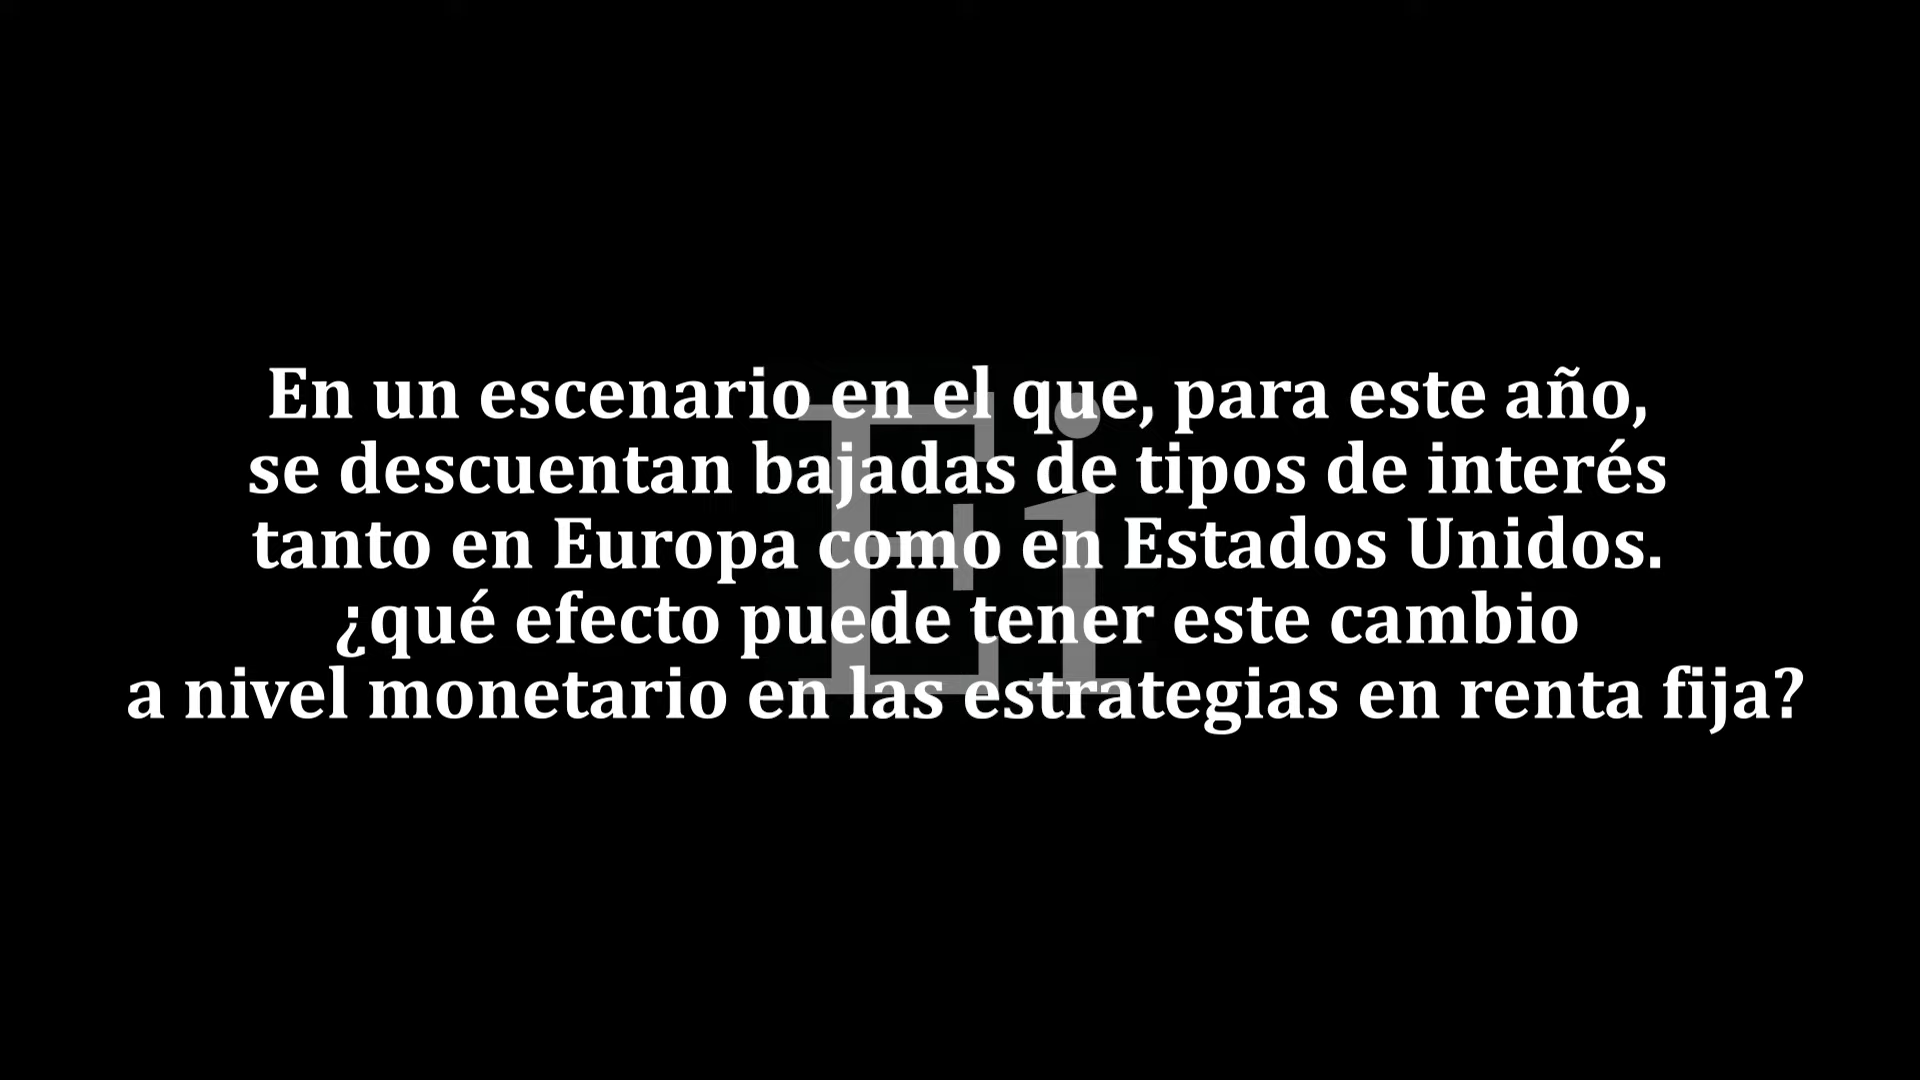 En un escenario en el que, para este año,
se descuentan bajadas de tipos de interés
tanto en Europa como en Estados Unidos.
¿qué efecto puede tener este cambio
a nivel monetario en las estrategias en renta fija?
Ei